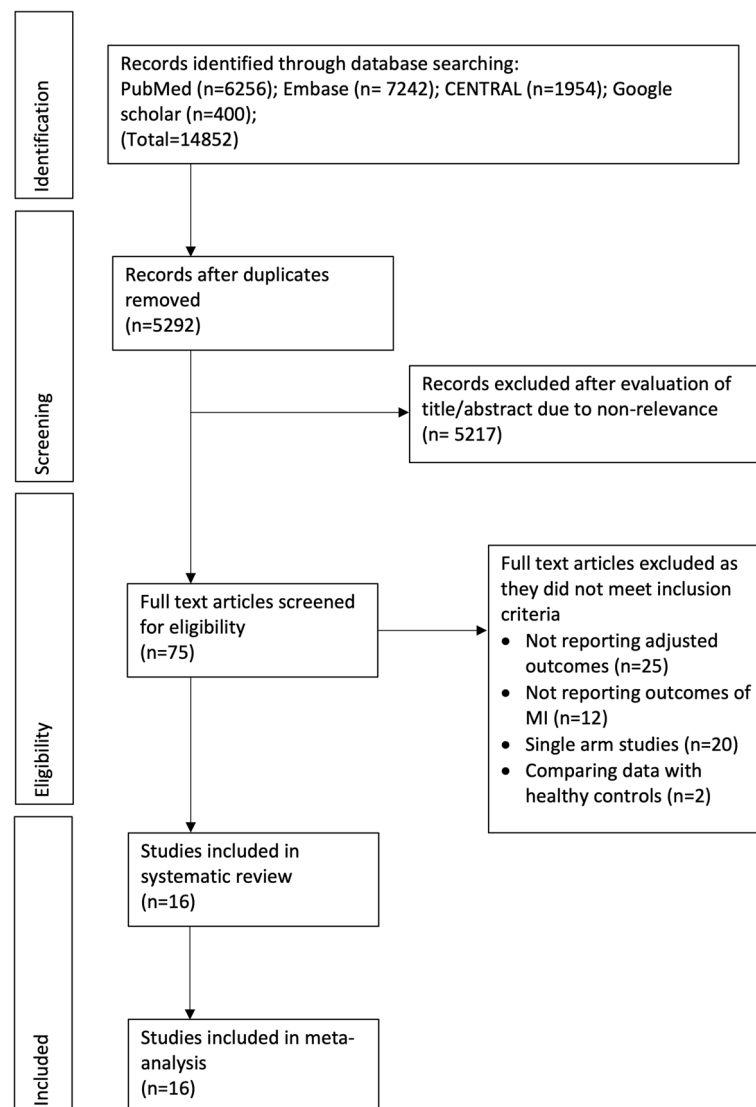 Identification
Records identified through database searching:
PubMed (n=6256); Embase (n= 7242); CENTRAL (n=1954); Google
scholar (n=400);
(Total=14852)
Screening
Records after duplicates
removed
(n=5292)
Records excluded after evaluation of
title/abstract due to non-relevance
(n= 5217)
Eligibility
Full text articles screened
for eligibility
(n=75)
Full text articles excluded as
they did not meet inclusion
criteria
• Not reporting adjusted
outcomes (n=25)
• Not reporting outcomes of
MI (n=12)
• Single arm studies (n=20)
• Comparing data with
healthy controls (n=2)
Included
Studies included in
systematic review
(n=16)
Studies included in meta-
analysis
(n=16)